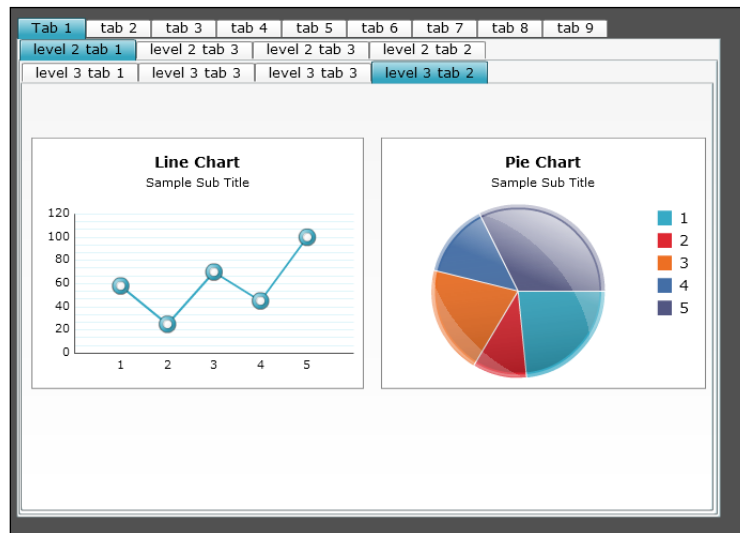 Tab 1 tab 2 tab 3 tab 4 tab 5 tab 6 tab 7 tab 8 tab 9
level 2 tab 1 level 2 tab 3 level 2 tab 3 level 2 tab 2
level 3 tab 1 level 3 tab 3 level 3 tab 3 level 3 tab 2
Line Chart
Sample Sub Title
120
100
80
60
40
20
0
1 2 3 4 5
Pie Chart
Sample Sub Title
1
2
3
4
5